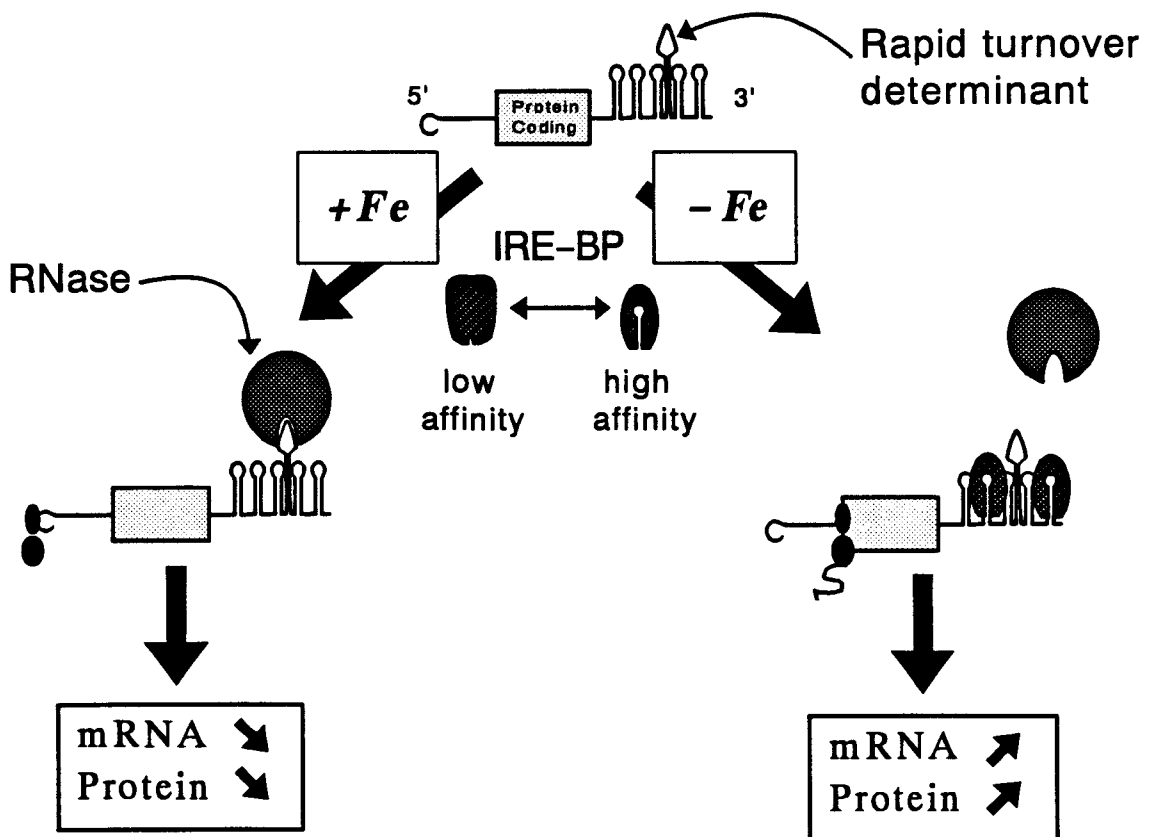 Rapid turnover
determinant
5'
3'
Protein
Coding
+Fe
- Fe
IRE-BP
RNase
low
affinity
high
affinity
mRNA
Protein
mRNA
Protein